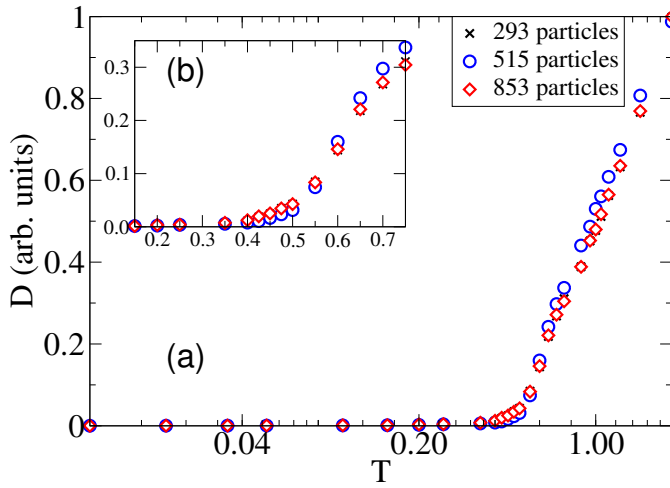 1
0.8
0.6
0.4
0.2
0
D (arb. units)
293 particles
515 particles
853 particles
(b)
0.3
0.2
0.1
0.0
0.2 0.3 0.4 0.5 0.6 0.7
(a)
0.04 0.20 1.00
T